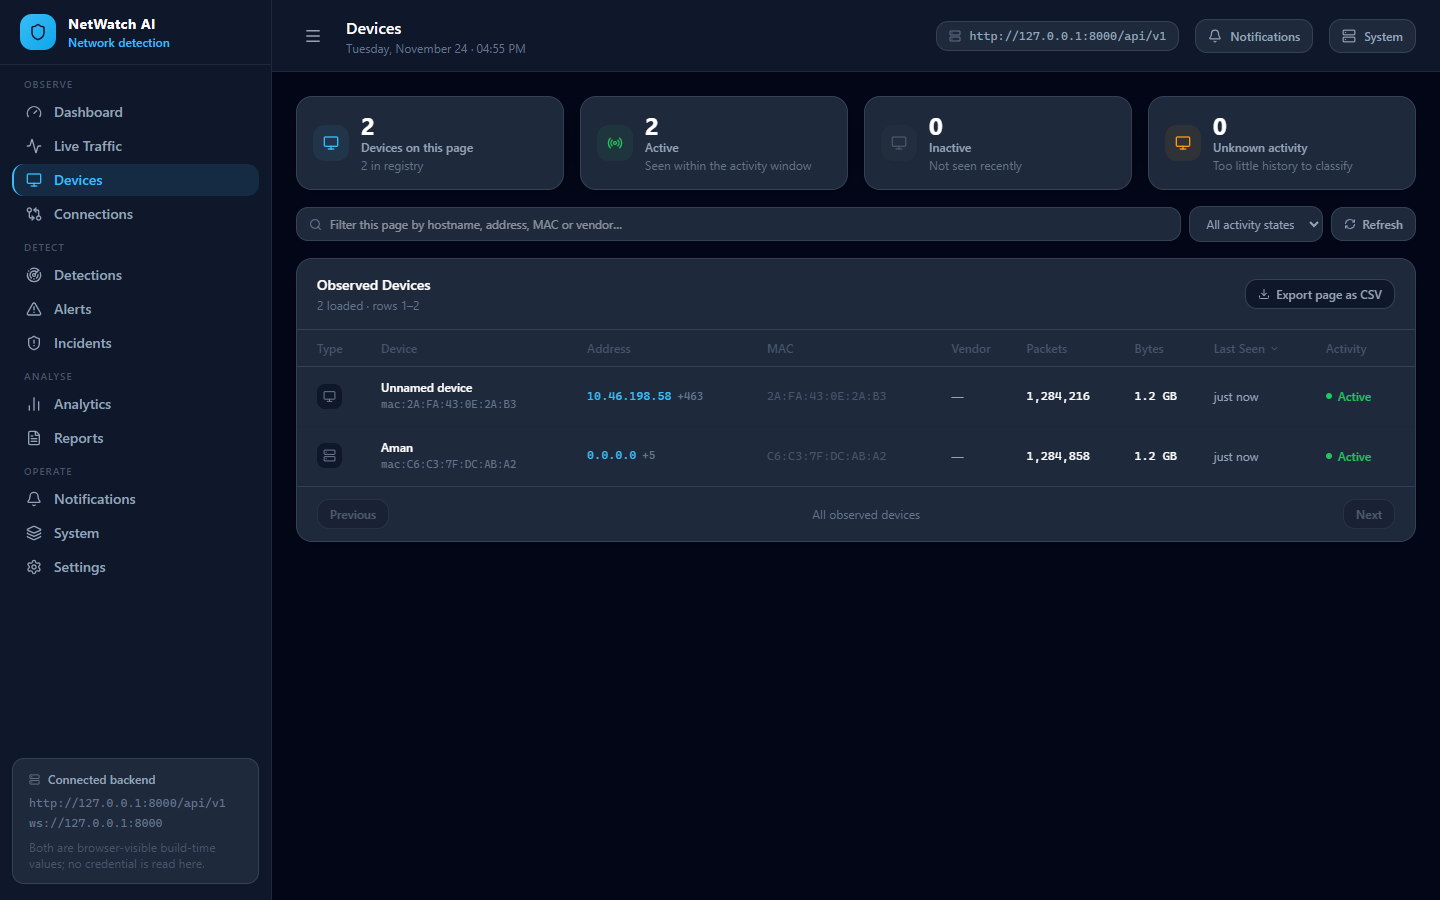 NetWatch AI
Network detection
OBSERVE
Dashboard
Live Traffic
Devices
Connections
DETECT
Detections
Alerts
Incidents
ANALYSE
Analytics
Reports
OPERATE
Notifications
System
Settings
Connected backend
http://127.0.0.1:8000/api/v1
ws://127.0.0.1:8000
Both are browser-visible build-time
values; no credential is read here.
Devices
Tuesday, November 24 · 04:55 PM
http://127.0.0.1:8000/api/v1
Notifications
System
2
Devices on this page
2 in registry
2
Active
Seen within the activity window
0
Inactive
Not seen recently
0
Unknown activity
Too little history to classify
Filter this page by hostname, address, MAC or vendor...
All activity states
Refresh
Observed Devices
2 loaded · rows 1–2
Export page as CSV
Type Device Address MAC Vendor Packets Bytes Last Seen Activity
Unnamed device
mac:2A:FA:43:0E:2A:B3
10.46.198.58 +463 2A:FA:43:0E:2A:B3 — 1,284,216 1.2 GB just now Active
Aman
mac:C6:C3:7F:DC:AB:A2
0.0.0.0 +5 C6:C3:7F:DC:AB:A2 — 1,284,858 1.2 GB just now Active
Previous
All observed devices
Next